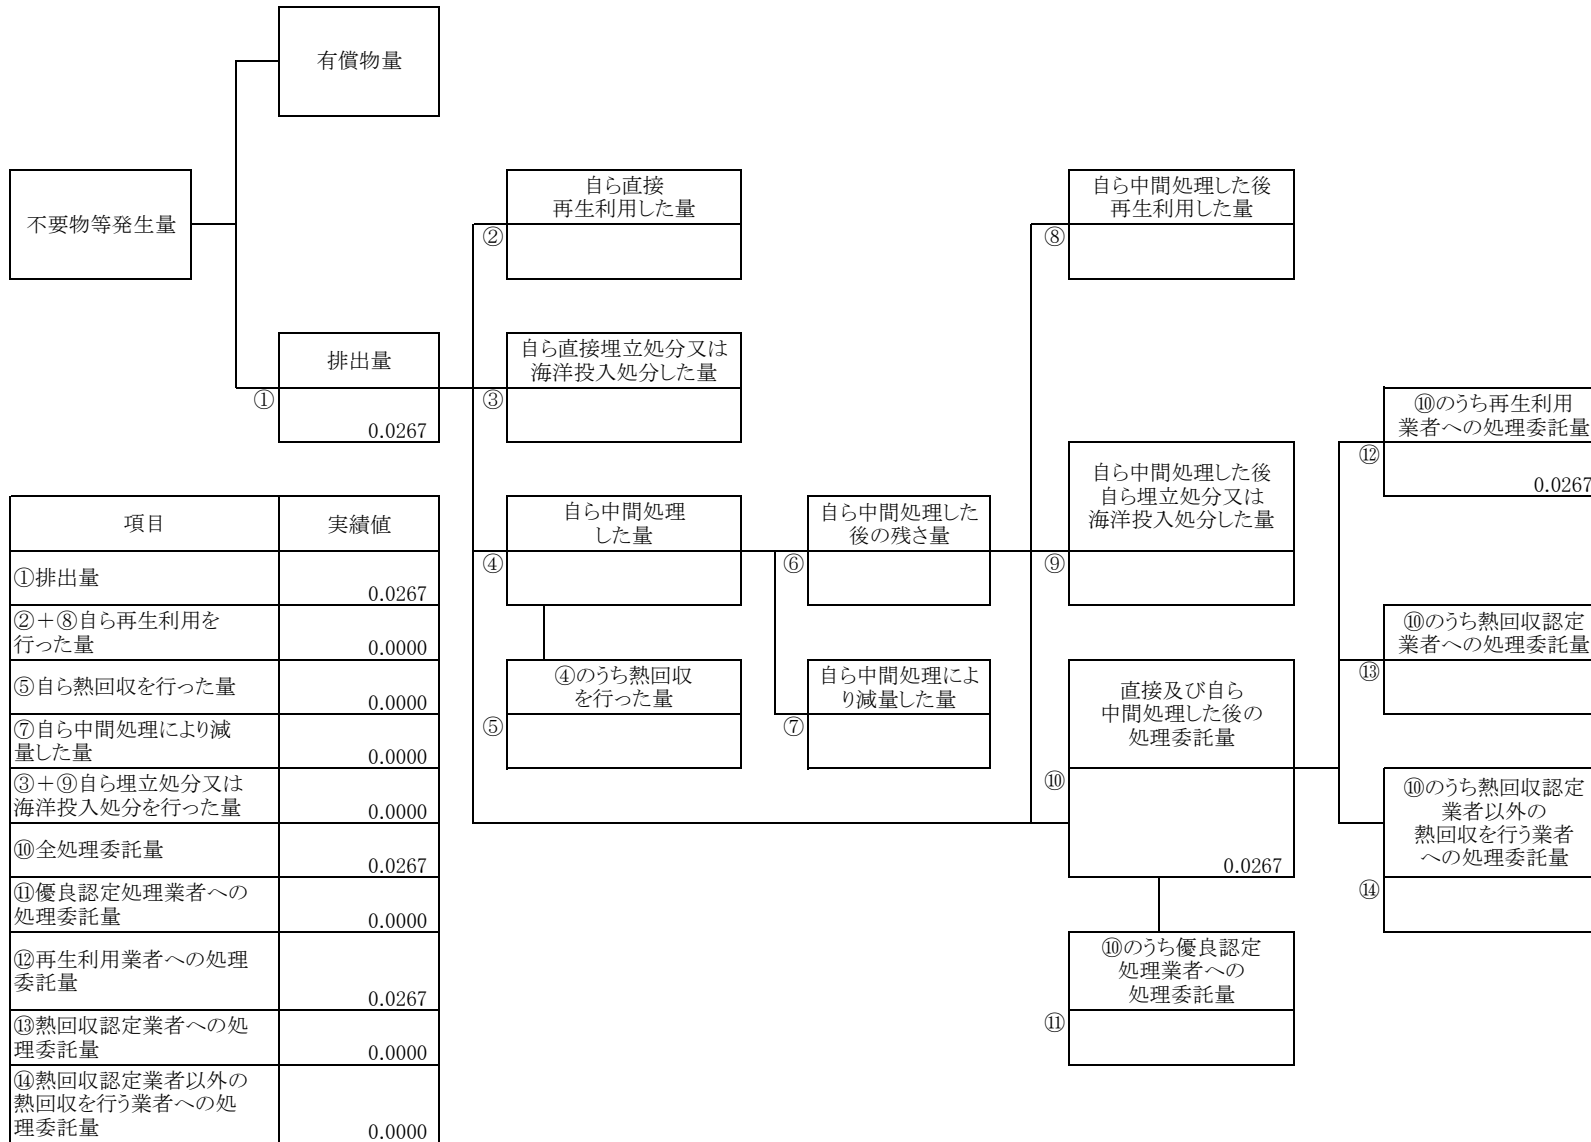 有償物量
不要物等発生量
自ら直接
再生利用した量
②
自ら中間処理した後
再生利用した量
⑧
排出量
①
0.0267
自ら直接埋立処分又は
海洋投入処分した量
③
⑩のうち再生利用
業者への処理委託量
⑫
0.0267
自ら中間処理
した量
④
自ら中間処理した
後の残さ量
⑥
自ら中間処理した後
自ら埋立処分又は
海洋投入処分した量
⑨
④のうち熱回収
を行った量
⑤
自ら中間処理によ
り減量した量
⑦
直接及び自ら
中間処理した後の
処理委託量
⑩
0.0267
⑩のうち熱回収認定
業者への処理委託量
⑬
⑩のうち熱回収認定
業者以外の
熱回収を行う業者
への処理委託量
⑭
⑩のうち優良認定
処理業者への
処理委託量
⑪
項目 実績値
①排出量
0.0267
②+⑧自ら再生利用を
行った量 0.0000
⑤自ら熱回収を行った量
0.0000
⑦自ら中間処理により減
量した量 0.0000
③+⑨自ら埋立処分又は
海洋投入処分を行った量 0.0000
⑩全処理委託量
0.0267
⑪優良認定処理業者への
処理委託量 0.0000
⑫再生利用業者への処理
委託量 0.0267
⑬熱回収認定業者への処
理委託量 0.0000
⑭熱回収認定業者以外の
熱回収を行う業者への処
理委託量 0.0000